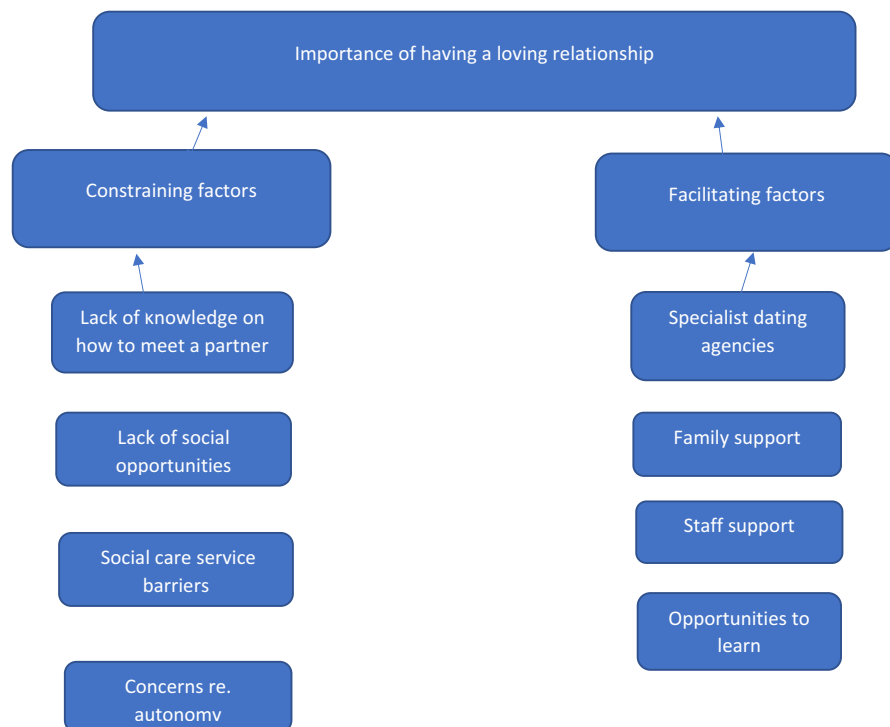 Importance of having a loving relationship
Constraining factors
Facilitating factors
Lack of knowledge on
how to meet a partner
Lack of social
opportunities
Social care service
barriers
Concerns re.
autonomy
Specialist dating
agencies
Family support
Staff support
Opportunities to
learn